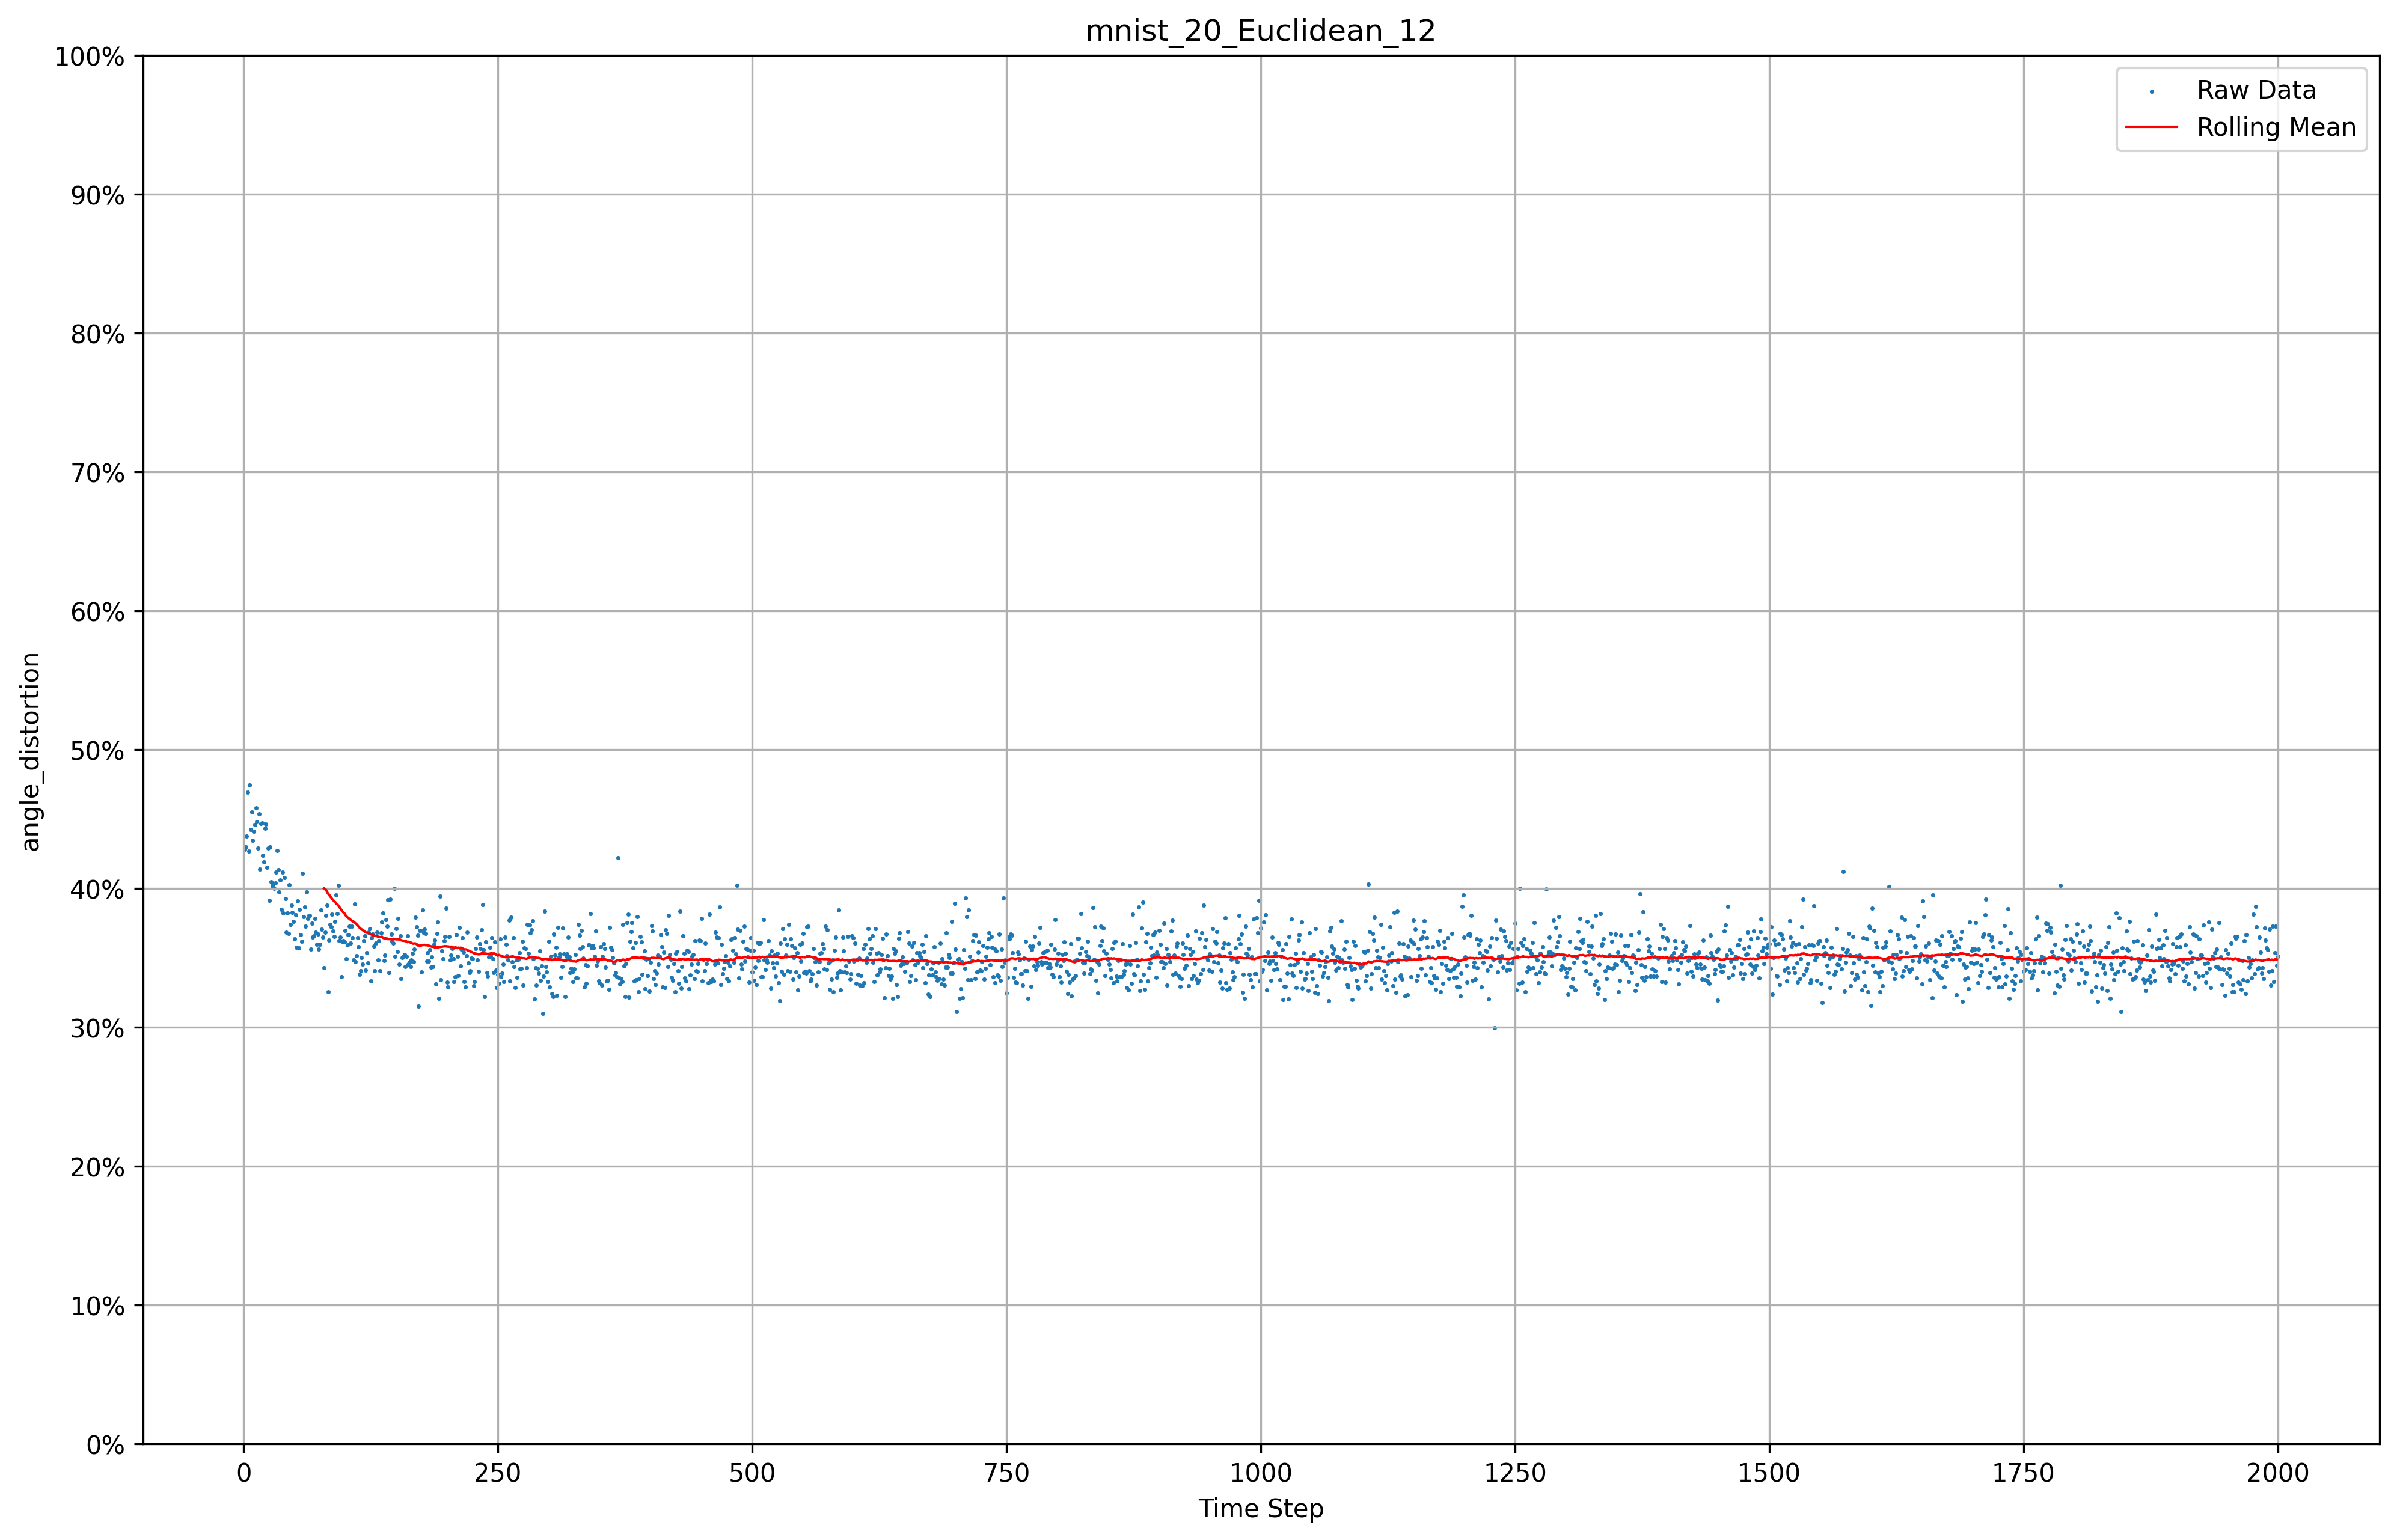 mnist_20_Euclidean_12
100%
90%
80%
70%
60%
50%
40%
30%
20%
10%
0%
angle_distortion
Raw Data
Rolling Mean
0 250 500 750 1000 1250 1500 1750 2000
Time Step